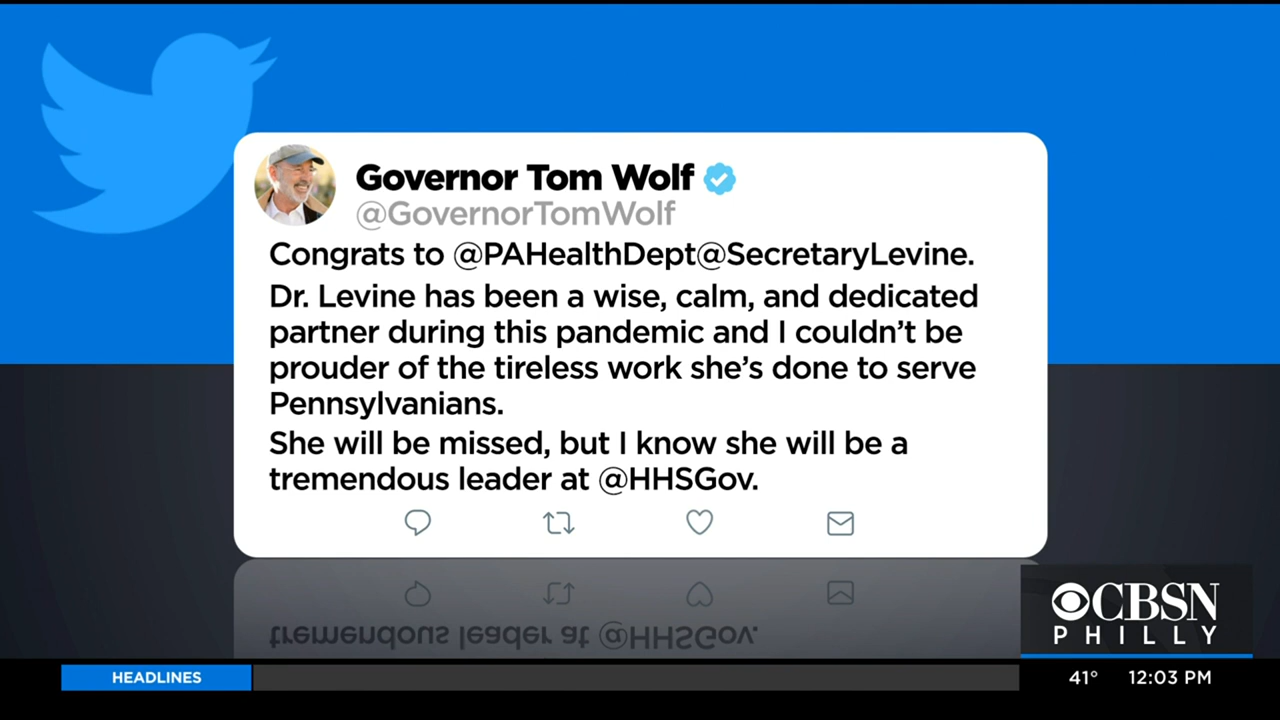 Governor Tom Wolf
@GovernorTomWolf
Congrats to @PAHealthDept@SecretaryLevine.
Dr. Levine has been a wise, calm, and dedicated
partner during this pandemic and I couldn’t be
prouder of the tireless work she’s done to serve
Pennsylvanians.
She will be missed, but I know she will be a
tremendous leader at @HHSGov.
tremendous leader at @HHSGov.
CBSN
PHILLY
HEADLINES
41° 12:03 PM